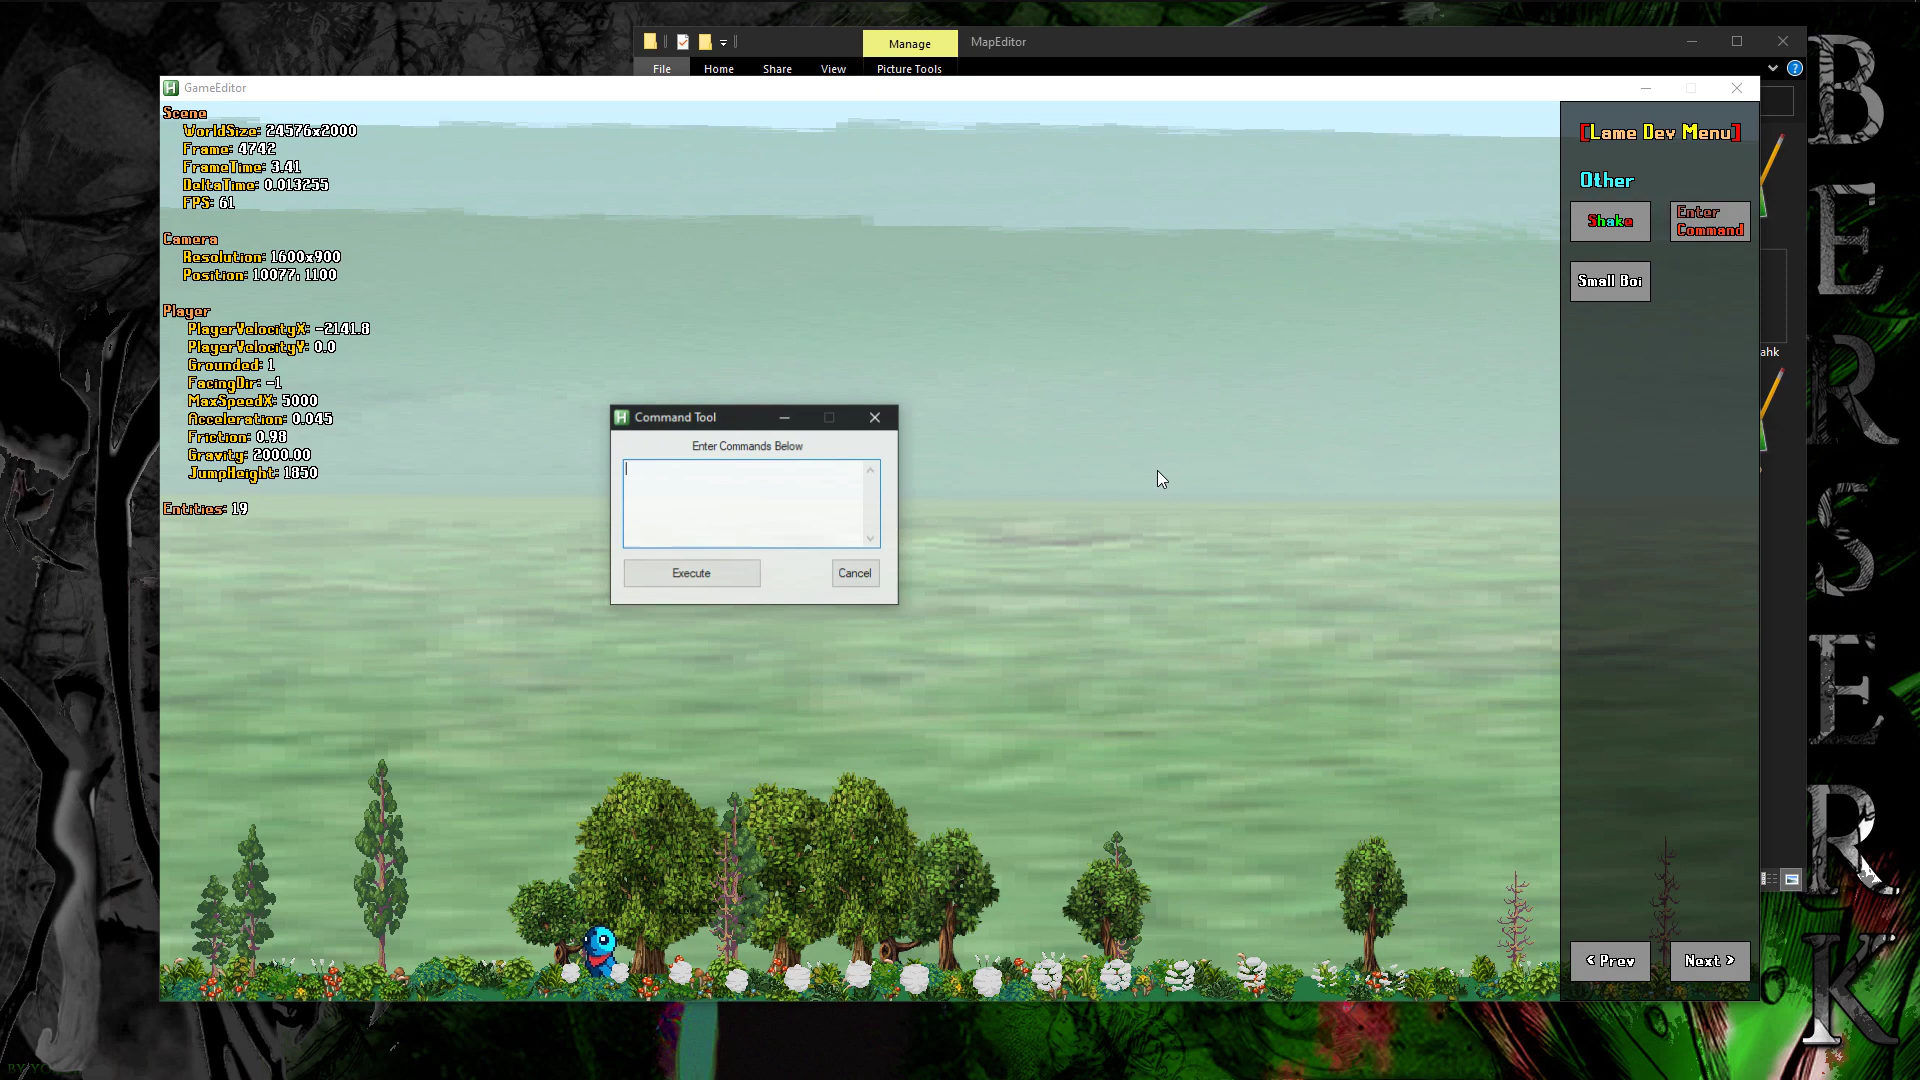 Manage
MapEditor
File
Home
Share
View
Picture Tools
GameEditor
Scene
WorldSize: 24576x2000
Frame: 4742
FrameTime: 3.41
DeltaTime: 0.013255
FPS: 61
Camera
Resolution: 1600x900
Position: 10077, 1100
Player
PlayerVelocityX: -2141.8
PlayerVelocityY: 0.0
Grounded: 1
FacingDir: -1
MaxSpeedX: 5000
Acceleration: 0.045
Friction: 0.98
Gravity: 2000.00
JumpHeight: 1850
Entities: 19
Command Tool
Enter Commands Below
Execute
Cancel
[Lame Dev Menu]
Other
Shake
Enter
Command
Small Boi
< Prev
Next >
ahk
BERSERK